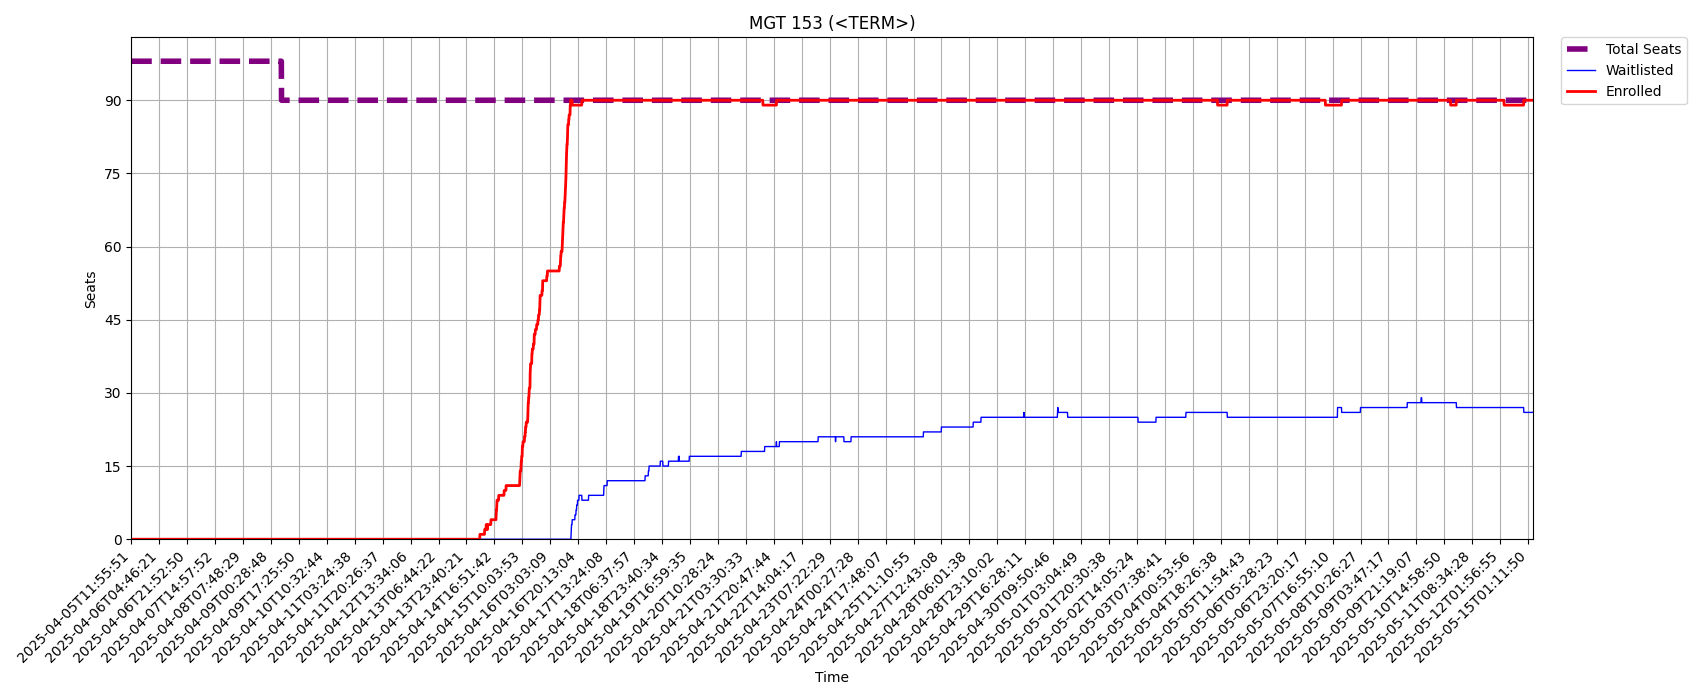 MGT 153 (<TERM>)
Total Seats
Waitlisted
Enrolled
90
75
60
45
30
15
0
Seats
2025-04-05T11:55:51
2025-04-06T04:46:21
2025-04-06T21:52:50
2025-04-07T14:57:52
2025-04-08T07:48:29
2025-04-09T00:28:48
2025-04-09T17:25:50
2025-04-10T10:32:44
2025-04-11T03:24:38
2025-04-11T20:26:37
2025-04-12T13:34:06
2025-04-13T06:44:22
2025-04-13T23:40:21
2025-04-14T16:51:42
2025-04-15T10:03:53
2025-04-16T03:03:09
2025-04-16T20:13:04
2025-04-17T13:24:08
2025-04-18T06:37:57
2025-04-18T23:40:34
2025-04-19T16:59:35
2025-04-20T10:28:24
2025-04-21T03:30:33
2025-04-21T20:47:44
2025-04-22T14:04:17
2025-04-23T07:22:29
2025-04-24T00:27:28
2025-04-24T17:48:07
2025-04-25T11:10:55
2025-04-27T12:43:08
2025-04-28T06:01:38
2025-04-28T23:10:02
2025-04-29T16:28:11
2025-04-30T09:50:46
2025-05-01T03:04:49
2025-05-01T20:30:38
2025-05-02T14:05:24
2025-05-03T07:38:41
2025-05-04T00:53:56
2025-05-04T18:26:38
2025-05-05T11:54:43
2025-05-06T05:28:23
2025-05-06T23:20:17
2025-05-07T16:55:10
2025-05-08T10:26:27
2025-05-09T03:47:17
2025-05-09T21:19:07
2025-05-10T14:58:50
2025-05-11T08:34:28
2025-05-12T01:56:55
2025-05-15T01:11:50
Time